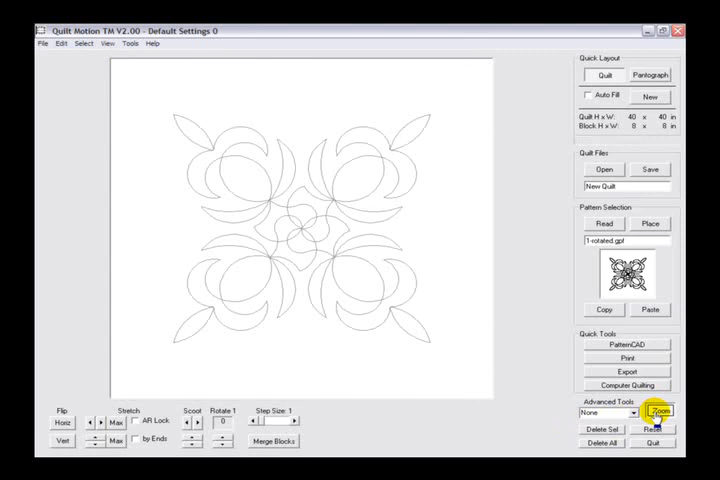 Quilt Motion TM V2.00 - Default Settings 0
File Edit Select View Tools Help
Quick Layout
Quilt Pantograph
Auto Fill New
Quilt H x W: 40 x 40 in
Block H x W: 8 x 8 in
Quilt Files
Open Save
New Quilt
Pattern Selection
Read Place
1-rotated.gpf
Copy Paste
Quick Tools
PatternCAD
Print
Export
Computer Quilting
Advanced Tools
None Zoom
Delete Sel Reset
Delete All Quit
Flip Stretch Scoot Rotate 1 Step Size: 1
Horiz Max AR Lock 0
Vert Max by Ends Merge Blocks